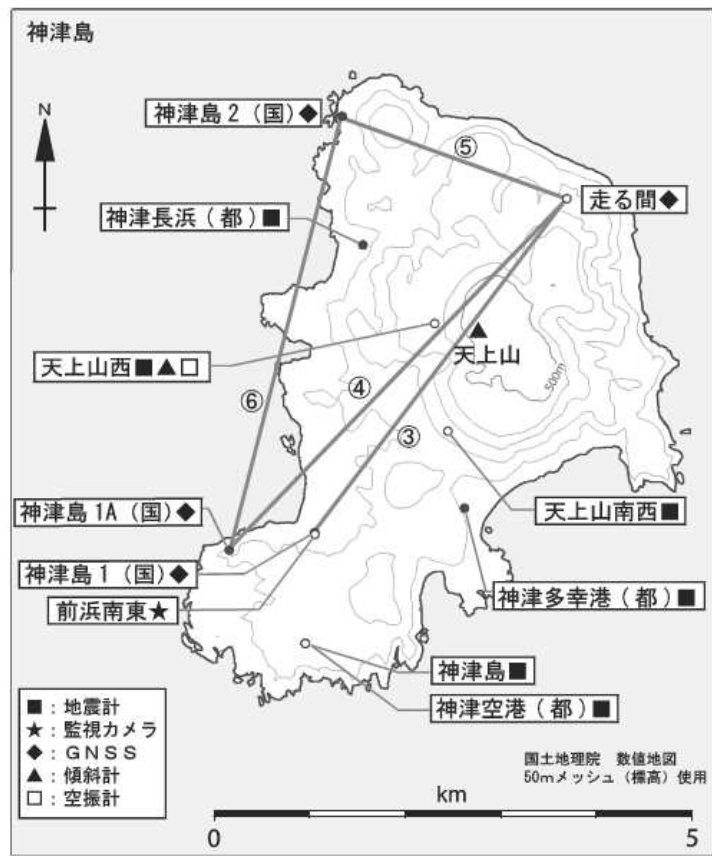 神津島
N
神津島2（国）◆
⑤
走る間◆
神津長浜（都）■
天上山西■▲□
天上山
500m
⑥
④
③
神津島1A（国）◆
天上山南西■
神津島1（国）◆
前浜南東★
神津多幸港（都）■
神津島■
神津空港（都）■
■：地震計
★：監視カメラ
◆：GNSS
▲：傾斜計
□：空振計
国土地理院　数値地図
50mメッシュ（標高）使用
km
0 5